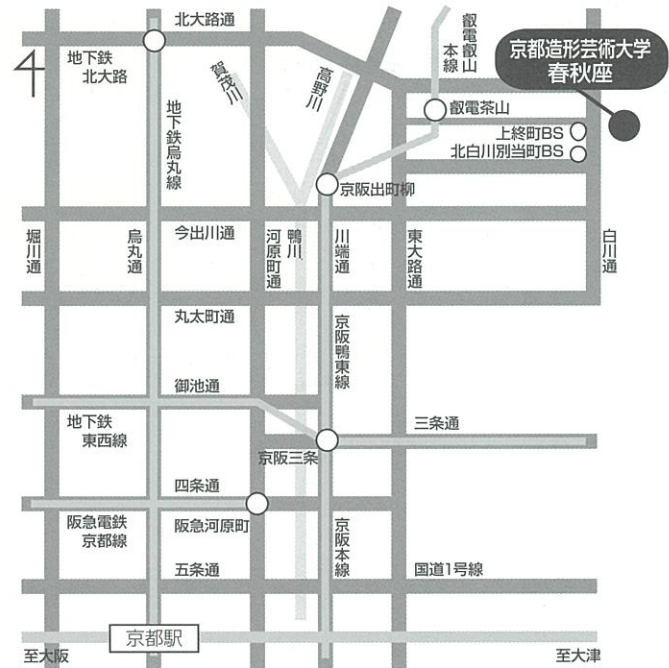 北大路通
叡電叡山
本線
京都造形芸術大学
春秋座
地下鉄
北大路
賀茂川
高野川
叡電茶山
上終町BS
北白川別当町BS
地下鉄烏丸線
京阪出町柳
堀川通
烏丸通
今出川通
河原町通
鴨川
川端通
東大路通
白川通
丸太町通
京阪鴨東線
御池通
地下鉄
東西線
三条通
京阪三条
四条通
阪急電鉄
京都線
阪急河原町
京阪本線
五条通
国道1号線
京都駅
至大阪
至大津